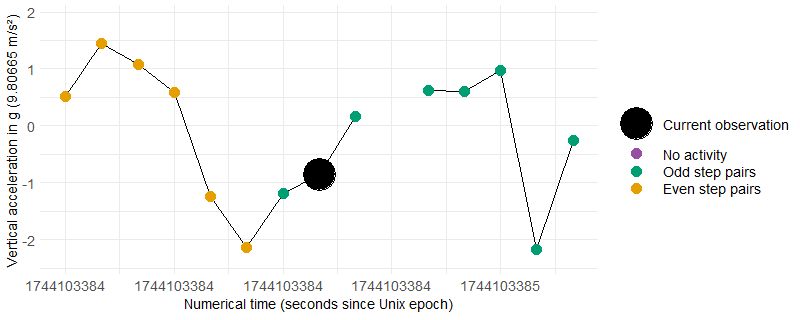 Vertical acceleration in g (9.80665 m/s²)
2
1
0
-1
-2
1744103384
1744103384
1744103384
1744103384
1744103385
Numerical time (seconds since Unix epoch)
Current observation
No activity
Odd step pairs
Even step pairs